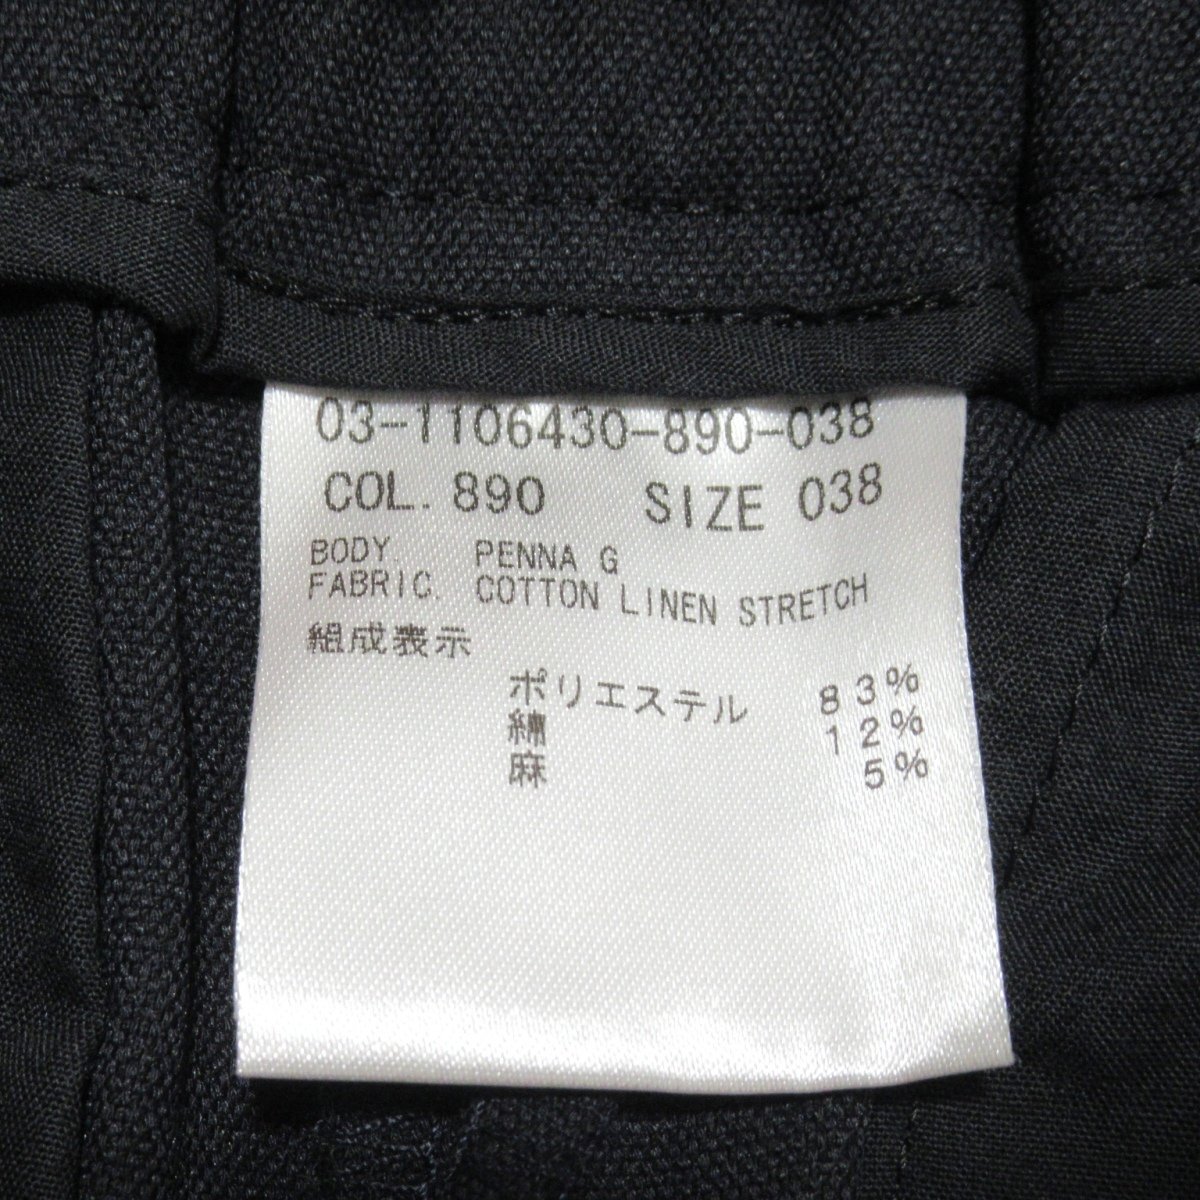 03-1106430-890-038
COL. 890 SIZE 038
BODY. PENNA G
FABRIC. COTTON LINEN STRETCH
組成表示
ポリエステル 83%
綿 12%
麻 5%